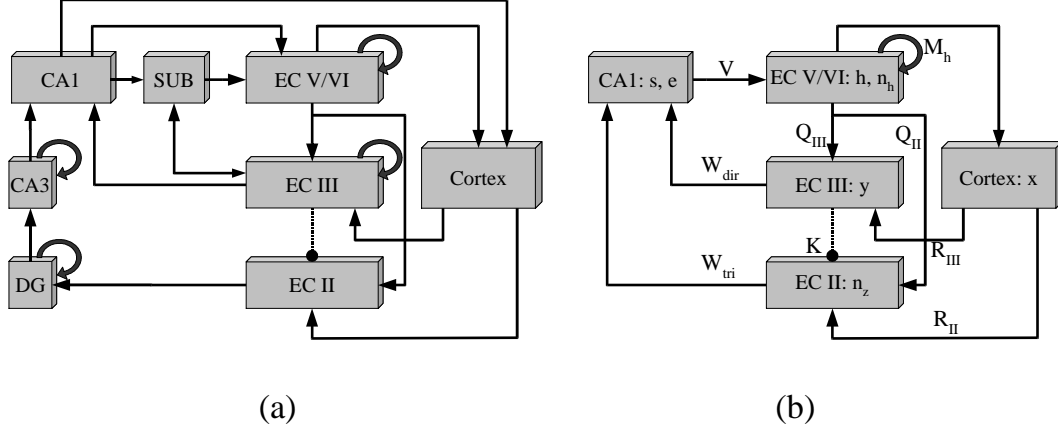 CA1
SUB
EC V/VI
CA3
EC III
Cortex
DG
EC II
(a)
CA1: s, e
V
EC V/VI: h, n_h
M_h
Q_III
Q_II
W_dir
EC III: y
Cortex: x
K
R_III
W_tri
EC II: n_z
R_II
(b)